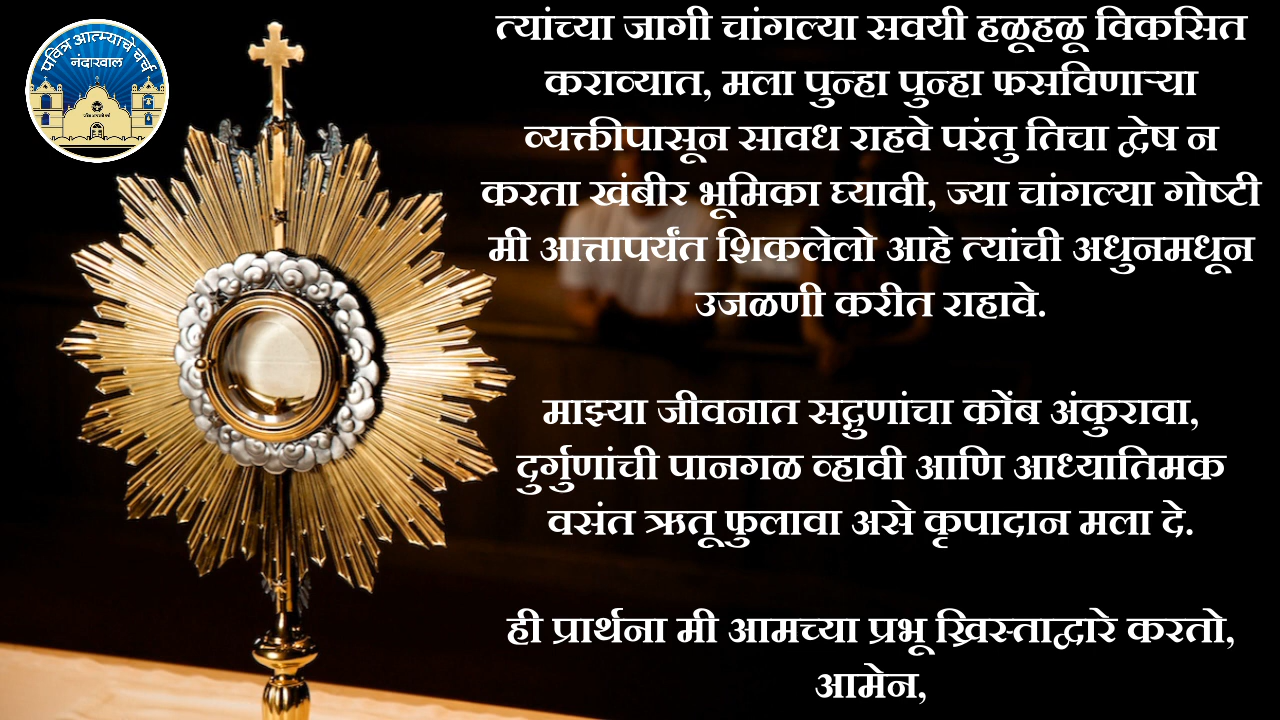 पवित्र आत्म्याचे चर्च
नंदाखाल
त्यांच्या जागी चांगल्या सवयी हळूहळू विकसित
कराव्यात, मला पुन्हा पुन्हा फसविणाऱ्या
व्यक्तीपासून सावध राहवे परंतु तिचा द्वेष न
करता खंबीर भूमिका घ्यावी, ज्या चांगल्या गोष्टी
मी आत्तापर्यंत शिकलेलो आहे त्यांची अधुनमधून
उजळणी करीत राहावे.
माझ्या जीवनात सद्गुणांचा कोंब अंकुरावा,
दुर्गुणांची पानगळ व्हावी आणि आध्यातिमक
वसंत ऋतू फुलावा असे कृपादान मला दे.
ही प्रार्थना मी आमच्या प्रभू ख्रिस्ताद्वारे करतो,
आमेन,